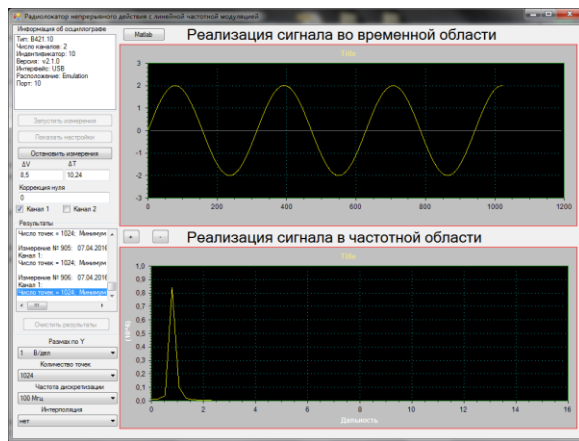 Радиолокатор непрерывного действия с линейной частотной модуляцией
Информация об осциллографе
Тип: B421.10
Число каналов: 2
Индентификатор: 10
Версия: v2.1.0
Интерфейс: USB
Расположение: Emulation
Порт: 10
Запустить измерения
Показать настройки
Остановить измерения
ΔV ΔT
8,5 10,24
Коррекция нуля
0
Канал 1 Канал 2
Результаты
Число точек = 1024; Минимум
Измерение № 905: 07.04.2016
Канал 1:
Число точек = 1024; Минимум
Измерение № 906: 07.04.2016
Канал 1:
Число точек = 1024; Минимум
Очистить результаты
Размах по Y
1 В/дел
Количество точек
1024
Частота дискретизации
100 Мгц
Интерполяция
нет
Matlab Реализация сигнала во временной области
Title
3
2
1
0
-1
-2
-3
0 200 400 600 800 1000 1200
+ - Реализация сигнала в частотной области
Title
1,0
0,9
0,8
0,7
0,6
0,5
0,4
0,3
0,2
0,1
0,0
0 2 4 6 8 10 12 14 16
Дальность